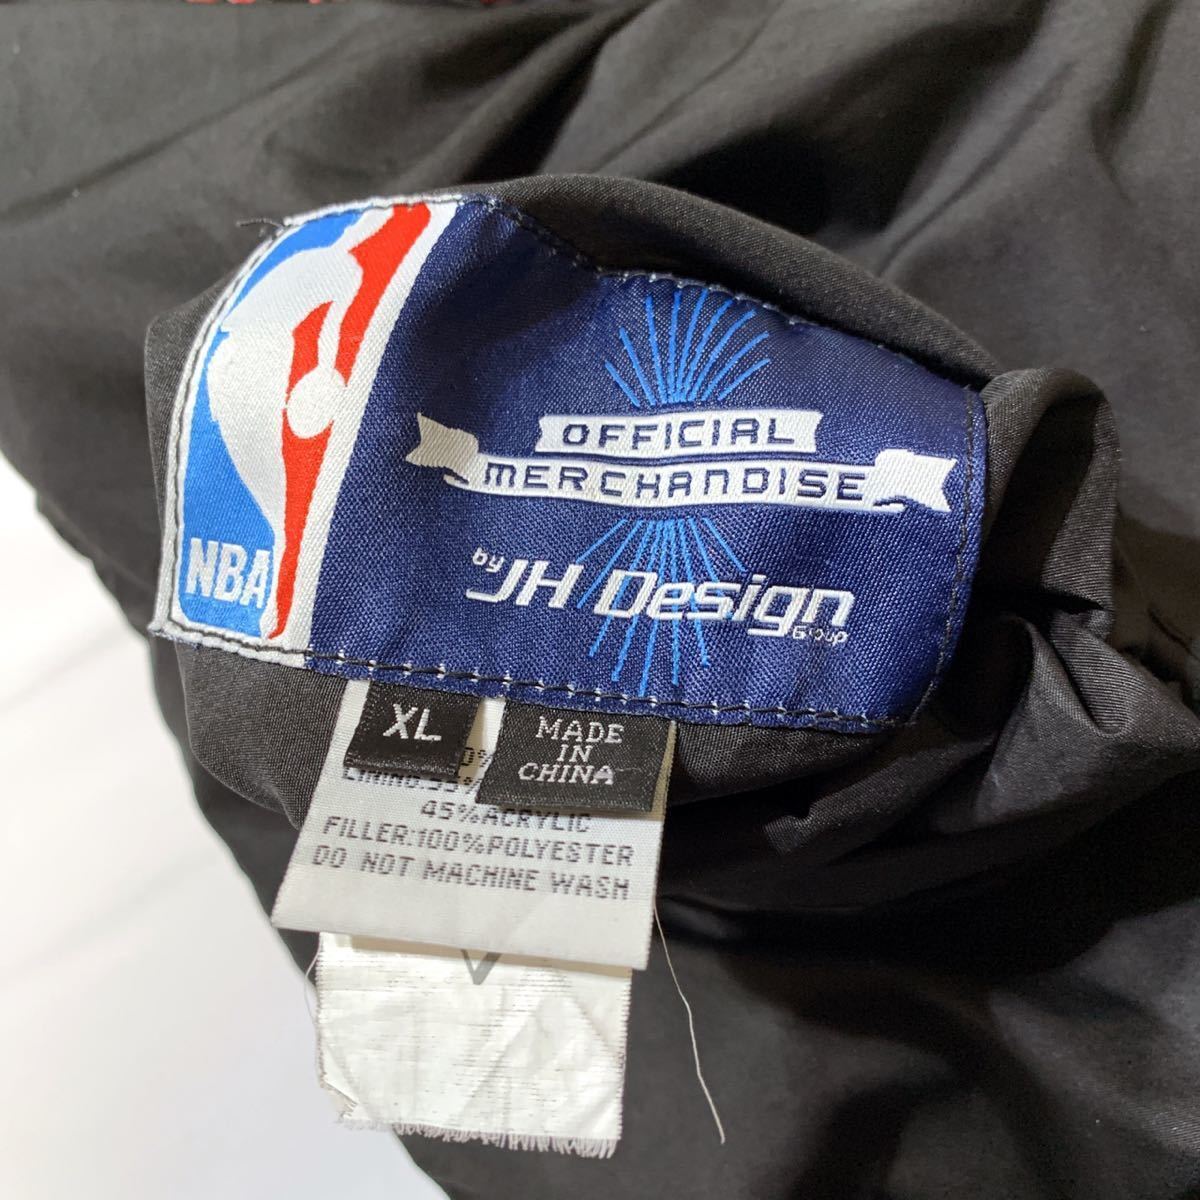 NBA
OFFICIAL
MERCHANDISE
by JH Design
Group
XL
MADE
IN
CHINA
45%ACRYLIC
FILLER:100%POLYESTER
DO NOT MACHINE WASH